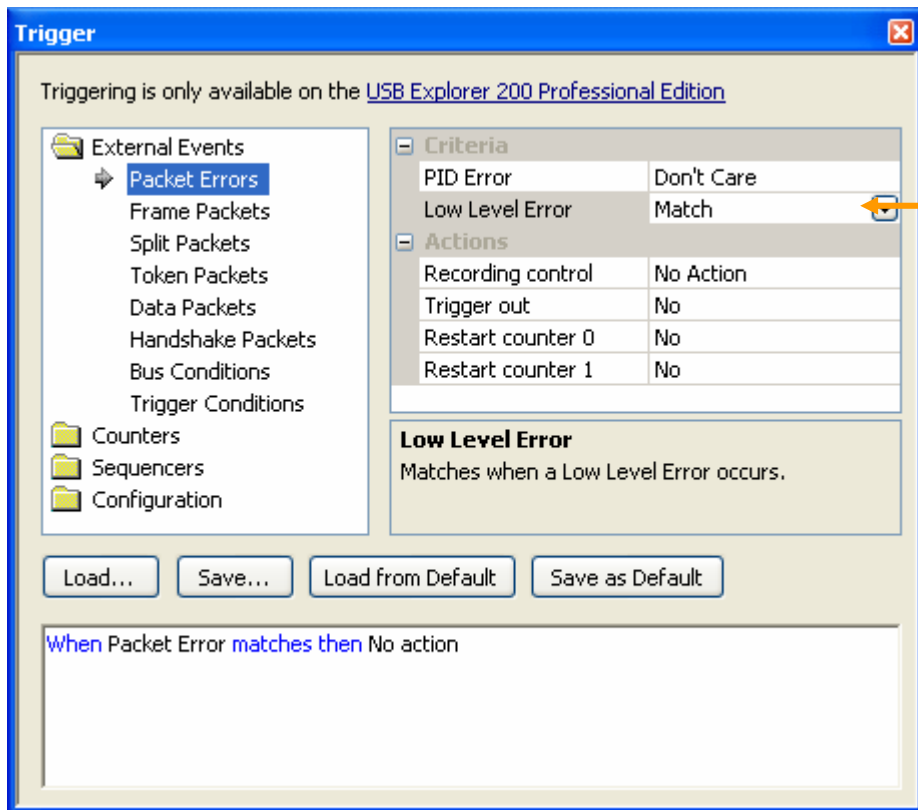 Trigger
Triggering is only available on the USB Explorer 200 Professional Edition
External Events
Packet Errors
Frame Packets
Split Packets
Token Packets
Data Packets
Handshake Packets
Bus Conditions
Trigger Conditions
Counters
Sequencers
Configuration
Criteria
PID Error Don't Care
Low Level Error Match
Actions
Recording control No Action
Trigger out No
Restart counter 0 No
Restart counter 1 No
Low Level Error
Matches when a Low Level Error occurs.
Load... Save... Load from Default Save as Default
When Packet Error matches then No action